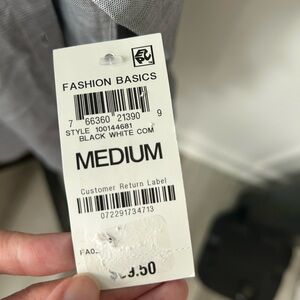 FASHION BASICS
7 66360 21390 9
STYLE 100144681
BLACK WHITE COM
MEDIUM
Customer Return Label
072291734713